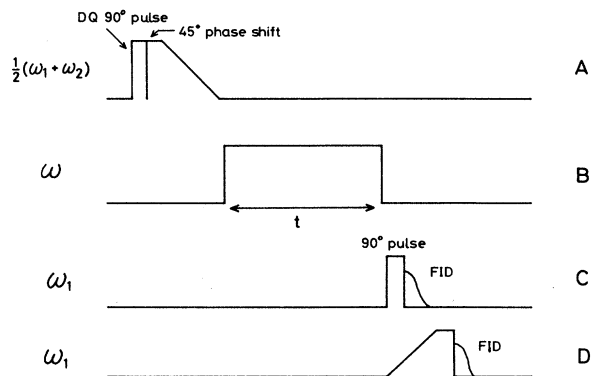 DQ 90° pulse
45° phase shift
½(ω₁ + ω₂)
A
ω
B
t
90° pulse
FID
ω₁
C
FID
ω₁
D